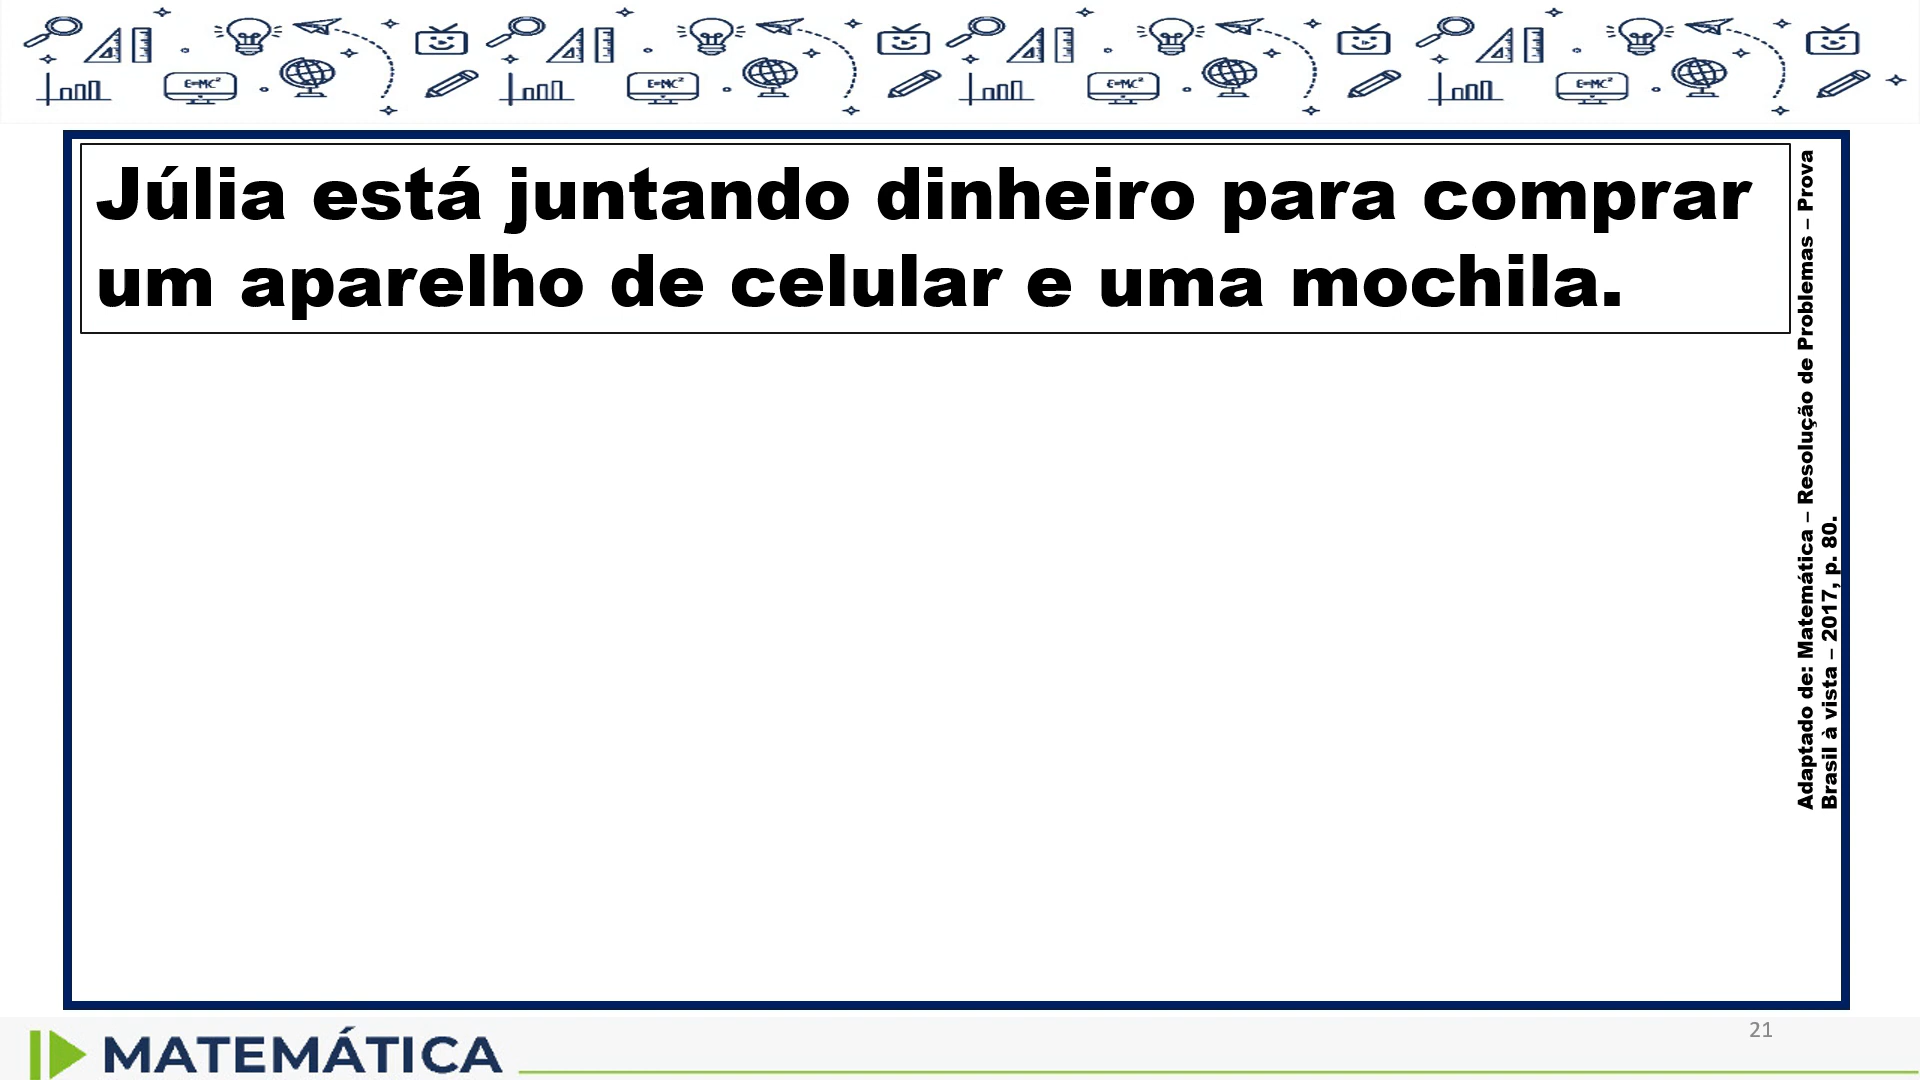 E=MC² E=MC² E=MC² E=MC²
Júlia está juntando dinheiro para comprar
um aparelho de celular e uma mochila.
Adaptado de: Matemática – Resolução de Problemas – Prova
Brasil à vista – 2017, p. 80.
21
MATEMÁTICA